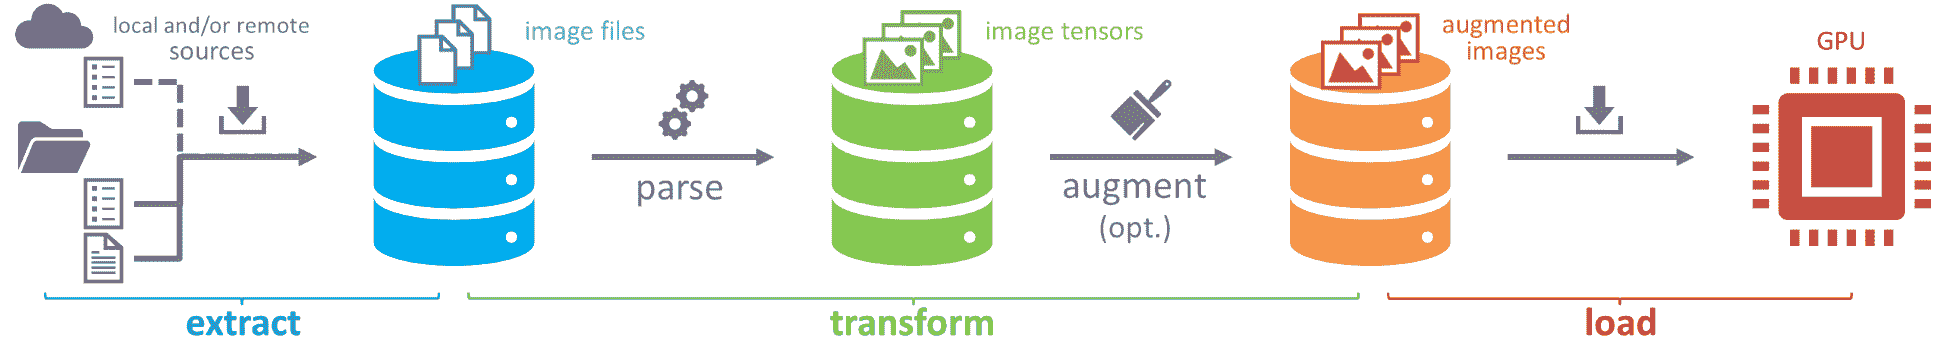 local and/or remote
sources
image files
parse
image tensors
augment
(opt.)
augmented
images
GPU
extract
transform
load